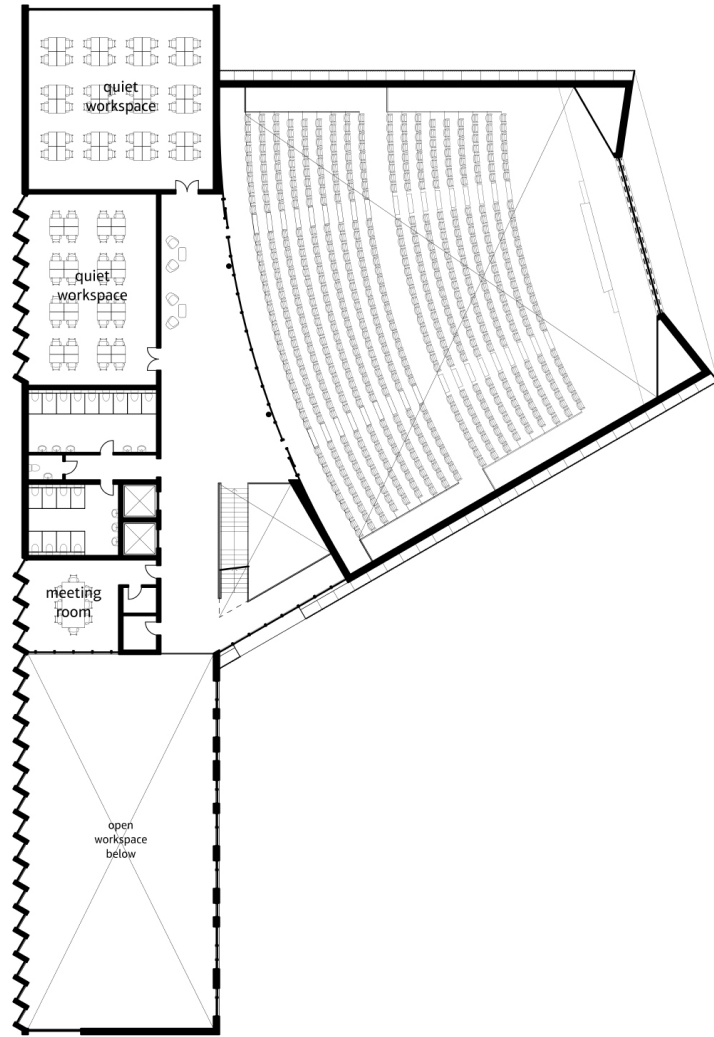 quiet
workspace
quiet
workspace
meeting
room
open
workspace
below